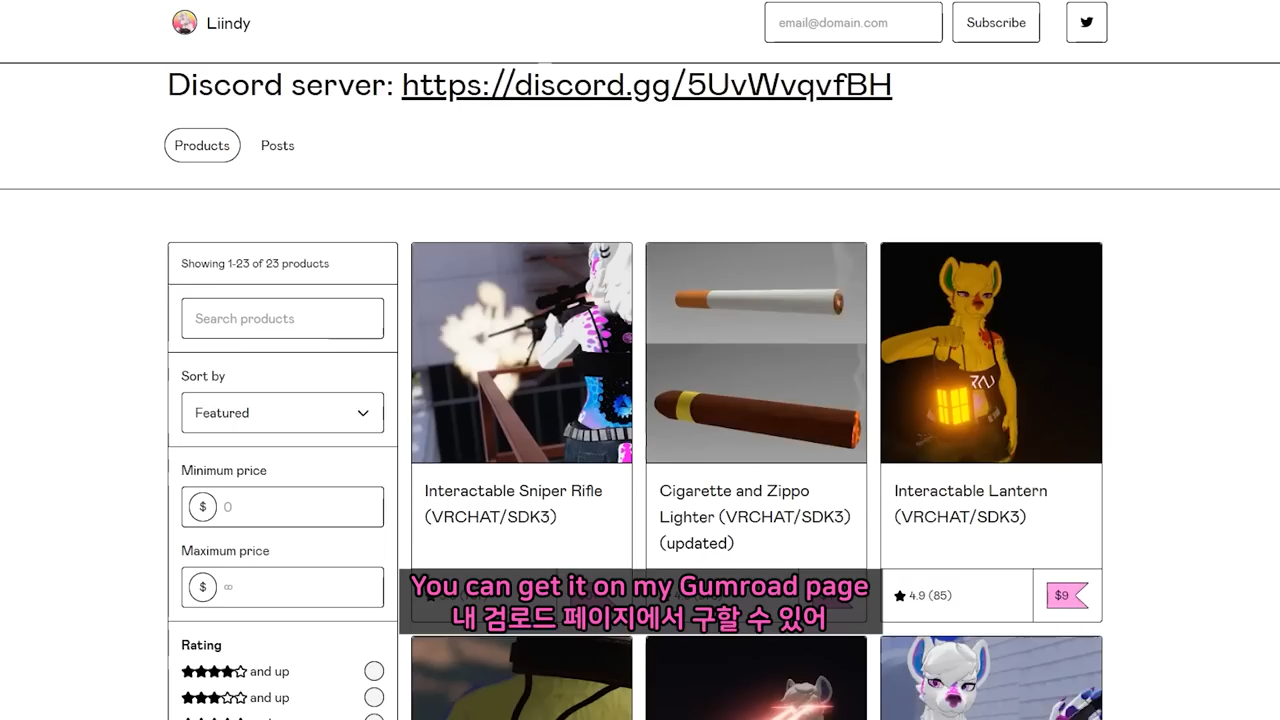 Liindy
email@domain.com
Subscribe
Discord server: https://discord.gg/5UvWvqvfBH
Products
Posts
Showing 1-23 of 23 products
Search products
Sort by
Featured
Minimum price
$ 0
Maximum price
$ ∞
Rating
and up
and up
Interactable Sniper Rifle
(VRCHAT/SDK3)
Cigarette and Zippo
Lighter (VRCHAT/SDK3)
(updated)
Interactable Lantern
(VRCHAT/SDK3)
4.9 (85)
$9
You can get it on my Gumroad page
내 검로드 페이지에서 구할 수 있어